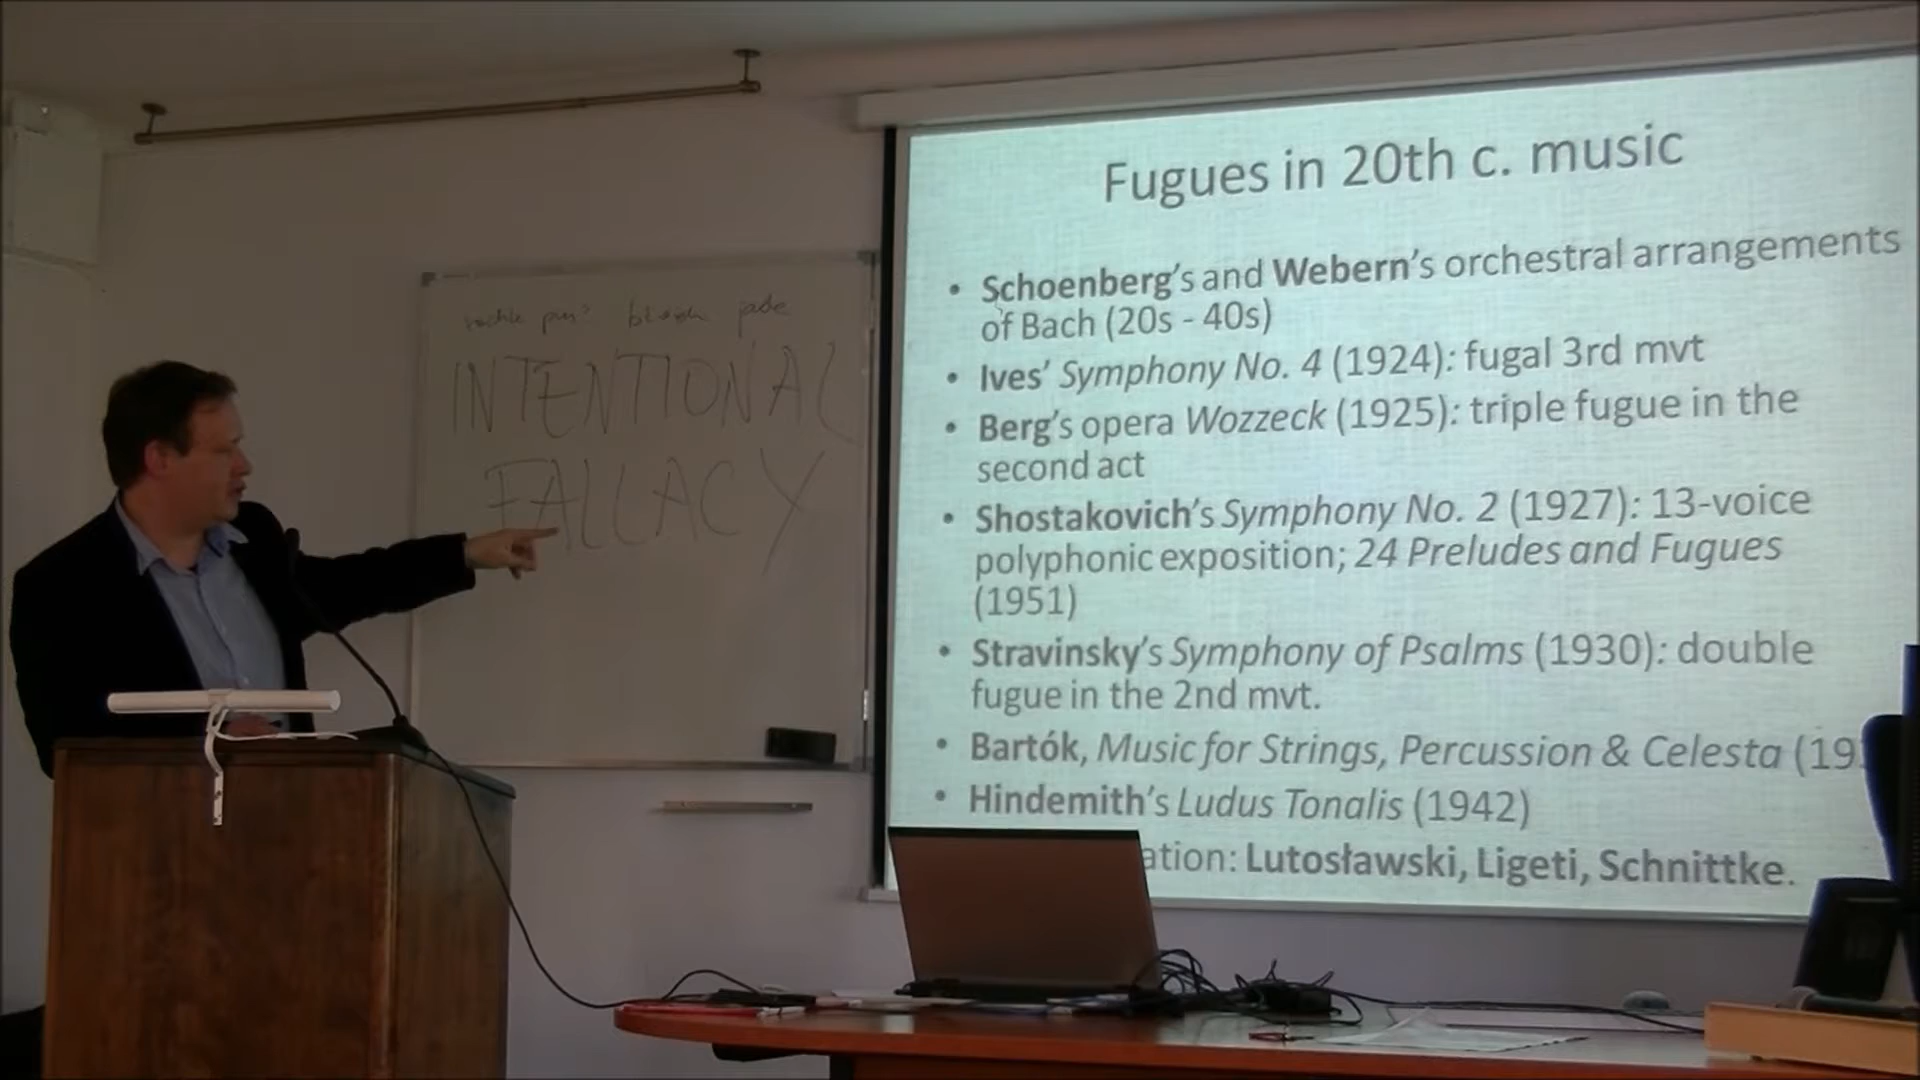 jade
INTENTIONAL
FALLACY
Fugues in 20th c. music
• Schoenberg's and Webern's orchestral arrangements
of Bach (20s - 40s)
• Ives' Symphony No. 4 (1924): fugal 3rd mvt
• Berg's opera Wozzeck (1925): triple fugue in the
second act
• Shostakovich's Symphony No. 2 (1927): 13-voice
polyphonic exposition; 24 Preludes and Fugues
(1951)
• Stravinsky's Symphony of Psalms (1930): double
fugue in the 2nd mvt.
• Bartók, Music for Strings, Percussion & Celesta (19
• Hindemith's Ludus Tonalis (1942)
ation: Lutosławski, Ligeti, Schnittke.